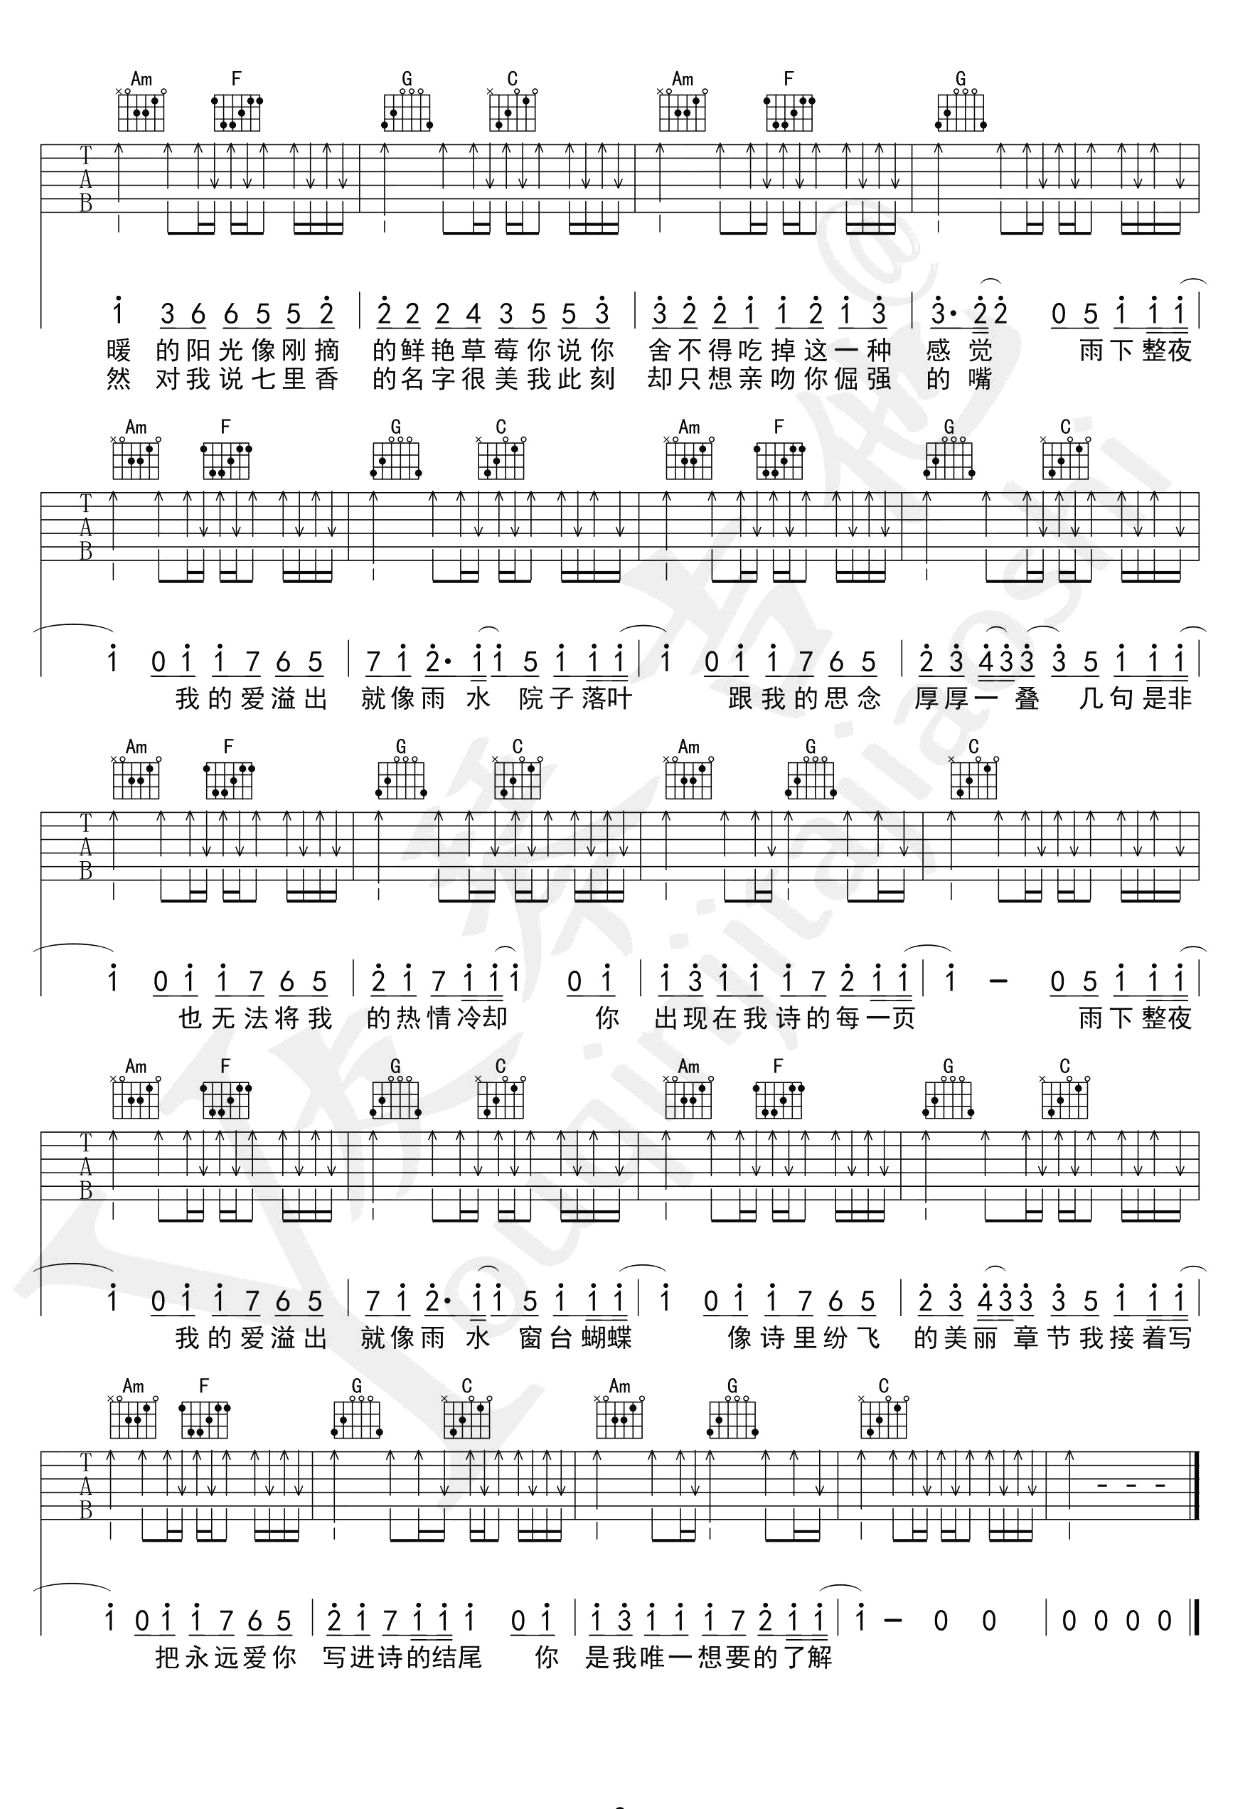 Am F G C Am F G
T
A
B
1 3 6 6 5 5 2 | 2 2 2 4 3 5 5 3 | 3 2 2 1 1 2 1 3 | 3· 2 2 0 5 1 1 1 |
暖 的阳光像刚摘 的鲜艳草莓你说你 舍不得吃掉这一种 感觉 雨下整夜
然 对我说七里香 的名字很美我此刻 却只想亲吻你倔强 的嘴
Am F G C Am F G C
T
A
B
1 0 1 1 7 6 5 | 7 1 2· 1 1 5 1 1 1 | 1 0 1 1 7 6 5 | 2 3 4 3 3 3 5 1 1 1 |
我的爱溢出 就像雨水 院子落叶 跟我的思念 厚厚一叠 几句是非
Am F G C Am G C
T
A
B
1 0 1 1 7 6 5 | 2 1 7 1 1 1 0 1 | 1 3 1 1 1 7 2 1 1 | 1 – 0 5 1 1 1 |
也无法将我 的热情冷却 你 出现在我诗的每一页 雨下整夜
Am F G C Am F G C
T
A
B
1 0 1 1 7 6 5 | 7 1 2· 1 1 5 1 1 1 | 1 0 1 1 7 6 5 | 2 3 4 3 3 3 5 1 1 1 |
我的爱溢出 就像雨水 窗台蝴蝶 像诗里纷飞 的美丽章节我接着写
Am F G C Am G C
T
A
B
1 0 1 1 7 6 5 | 2 1 7 1 1 1 0 1 | 1 3 1 1 1 7 2 1 1 | 1 – 0 0 | 0 0 0 0
把永远爱你 写进诗的结尾 你 是我唯一想要的了解
友琴吉他@
Youqinjitajiaoshi